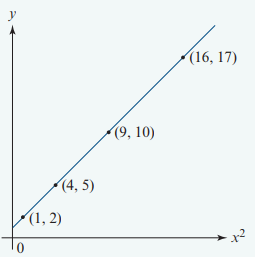 y
(16, 17)
(9, 10)
(4, 5)
(1, 2)
0
x²